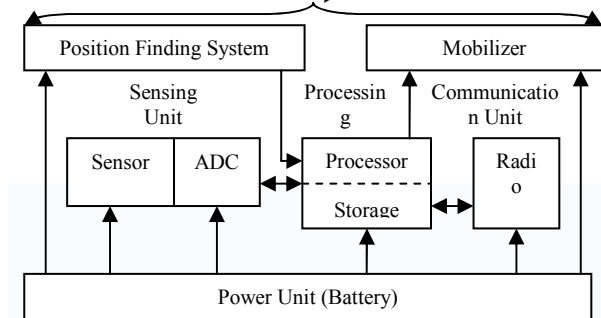 Position Finding System
Mobilizer
Sensing
Unit
Processin
g
Communicatio
n Unit
Sensor
ADC
Processor
Storage
Radi
o
Power Unit (Battery)